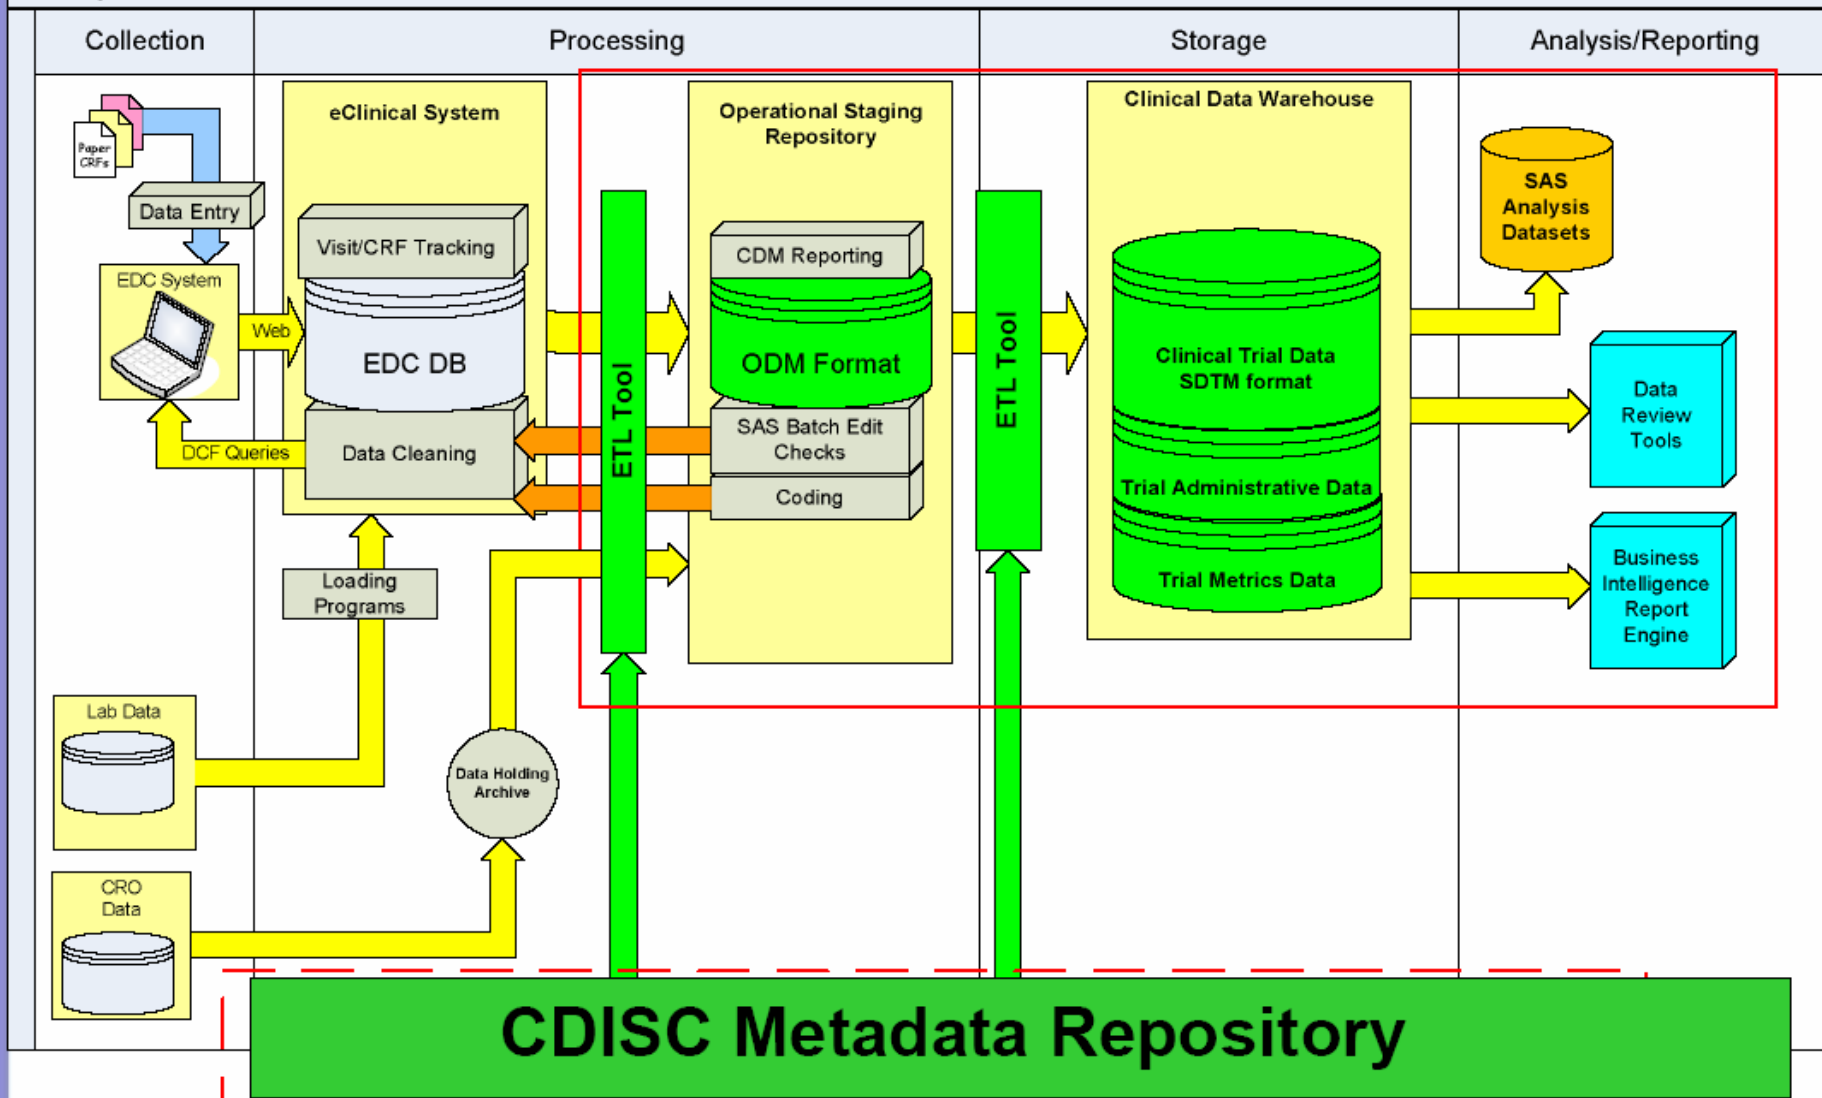 Collection
Processing
Storage
Analysis/Reporting
Paper
CRFs
Data Entry
EDC System
Web
DCF Queries
eClinical System
Visit/CRF Tracking
EDC DB
Data Cleaning
Loading
Programs
Lab Data
CRO
Data
Data Holding
Archive
ETL Tool
Operational Staging
Repository
CDM Reporting
ODM Format
SAS Batch Edit
Checks
Coding
ETL Tool
Clinical Data Warehouse
Clinical Trial Data
SDTM format
Trial Administrative Data
Trial Metrics Data
SAS
Analysis
Datasets
Data
Review
Tools
Business
Intelligence
Report
Engine
CDISC Metadata Repository